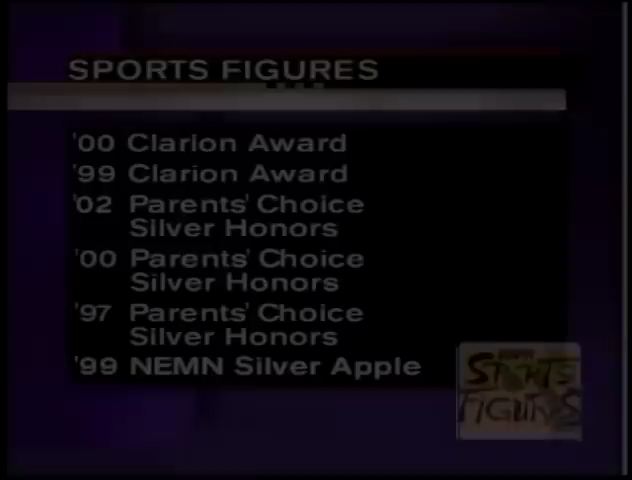 SPORTS FIGURES
'00 Clarion Award
'99 Clarion Award
'02 Parents' Choice
Silver Honors
'00 Parents' Choice
Silver Honors
'97 Parents' Choice
Silver Honors
'99 NEMN Silver Apple
SPORTS
FIGURES